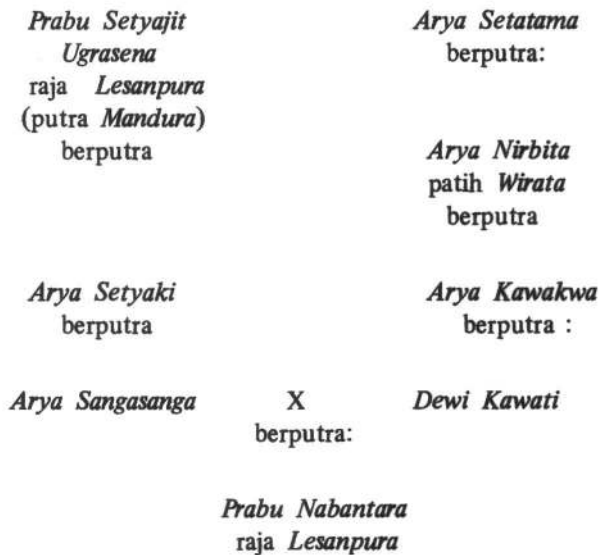 Prabu Setyajit
Ugrasena
raja Lesanpura
(putra Mandura)
berputra
Arya Setatama
berputra:
Arya Nirbita
patih Wirata
berputra
Arya Setyaki
berputra
Arya Kawakwa
berputra :
Arya Sangasanga X Dewi Kawati
berputra:
Prabu Nabantara
raja Lesanpura